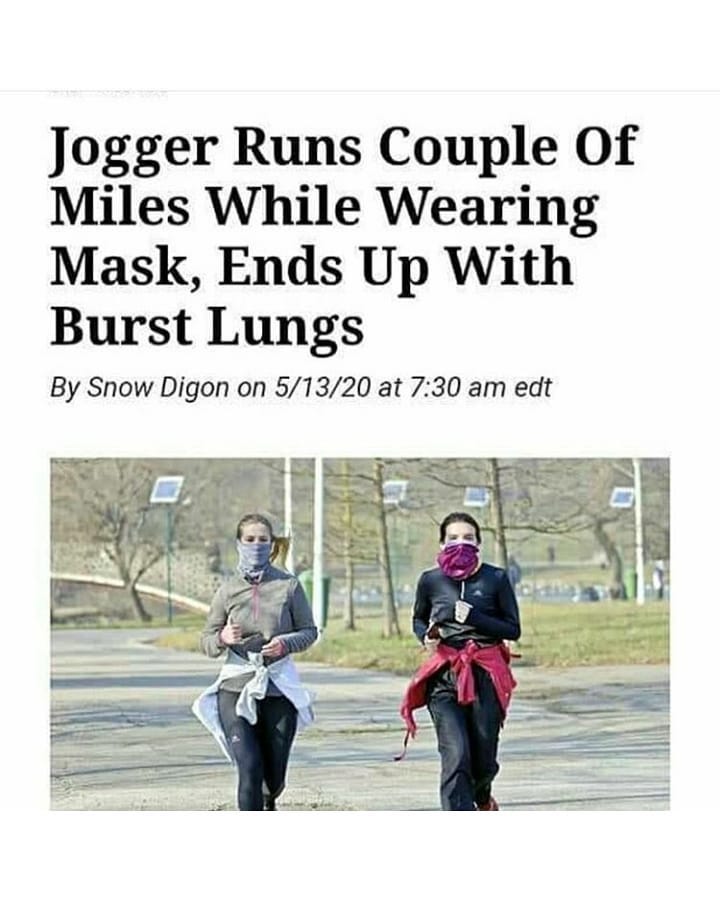 Jogger Runs Couple Of
Miles While Wearing
Mask, Ends Up With
Burst Lungs
By Snow Digon on 5/13/20 at 7:30 am edt